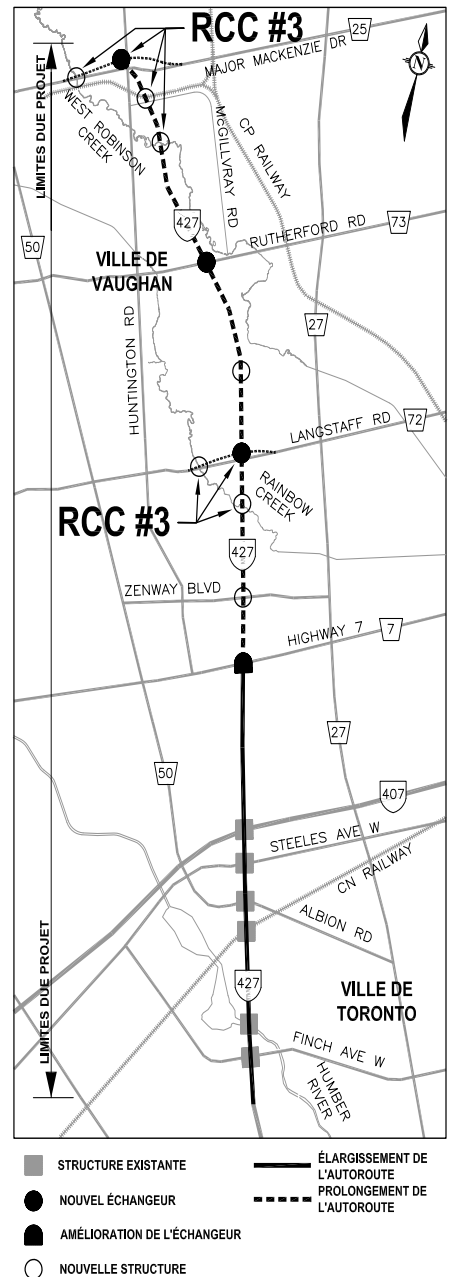 RCC #3
25
MAJOR MACKENZIE DR
LIMITES DUE PROJET
WEST ROBINSON
CREEK
McGILLVRAY RD
CP RAILWAY
N
427
50
VILLE DE
VAUGHAN
RUTHERFORD RD
73
HUNTINGTON RD
27
LANGSTAFF RD
72
RAINBOW
CREEK
RCC #3
427
ZENWAY BLVD
HIGHWAY 7
7
27
50
407
STEELES AVE W
CN RAILWAY
ALBION RD
427
VILLE DE
TORONTO
LIMITES DUE PROJET
FINCH AVE W
HUMBER
RIVER
STRUCTURE EXISTANTE
NOUVEL ÉCHANGEUR
AMÉLIORATION DE L'ÉCHANGEUR
NOUVELLE STRUCTURE
ÉLARGISSEMENT DE
L'AUTOROUTE
PROLONGEMENT DE
L'AUTOROUTE